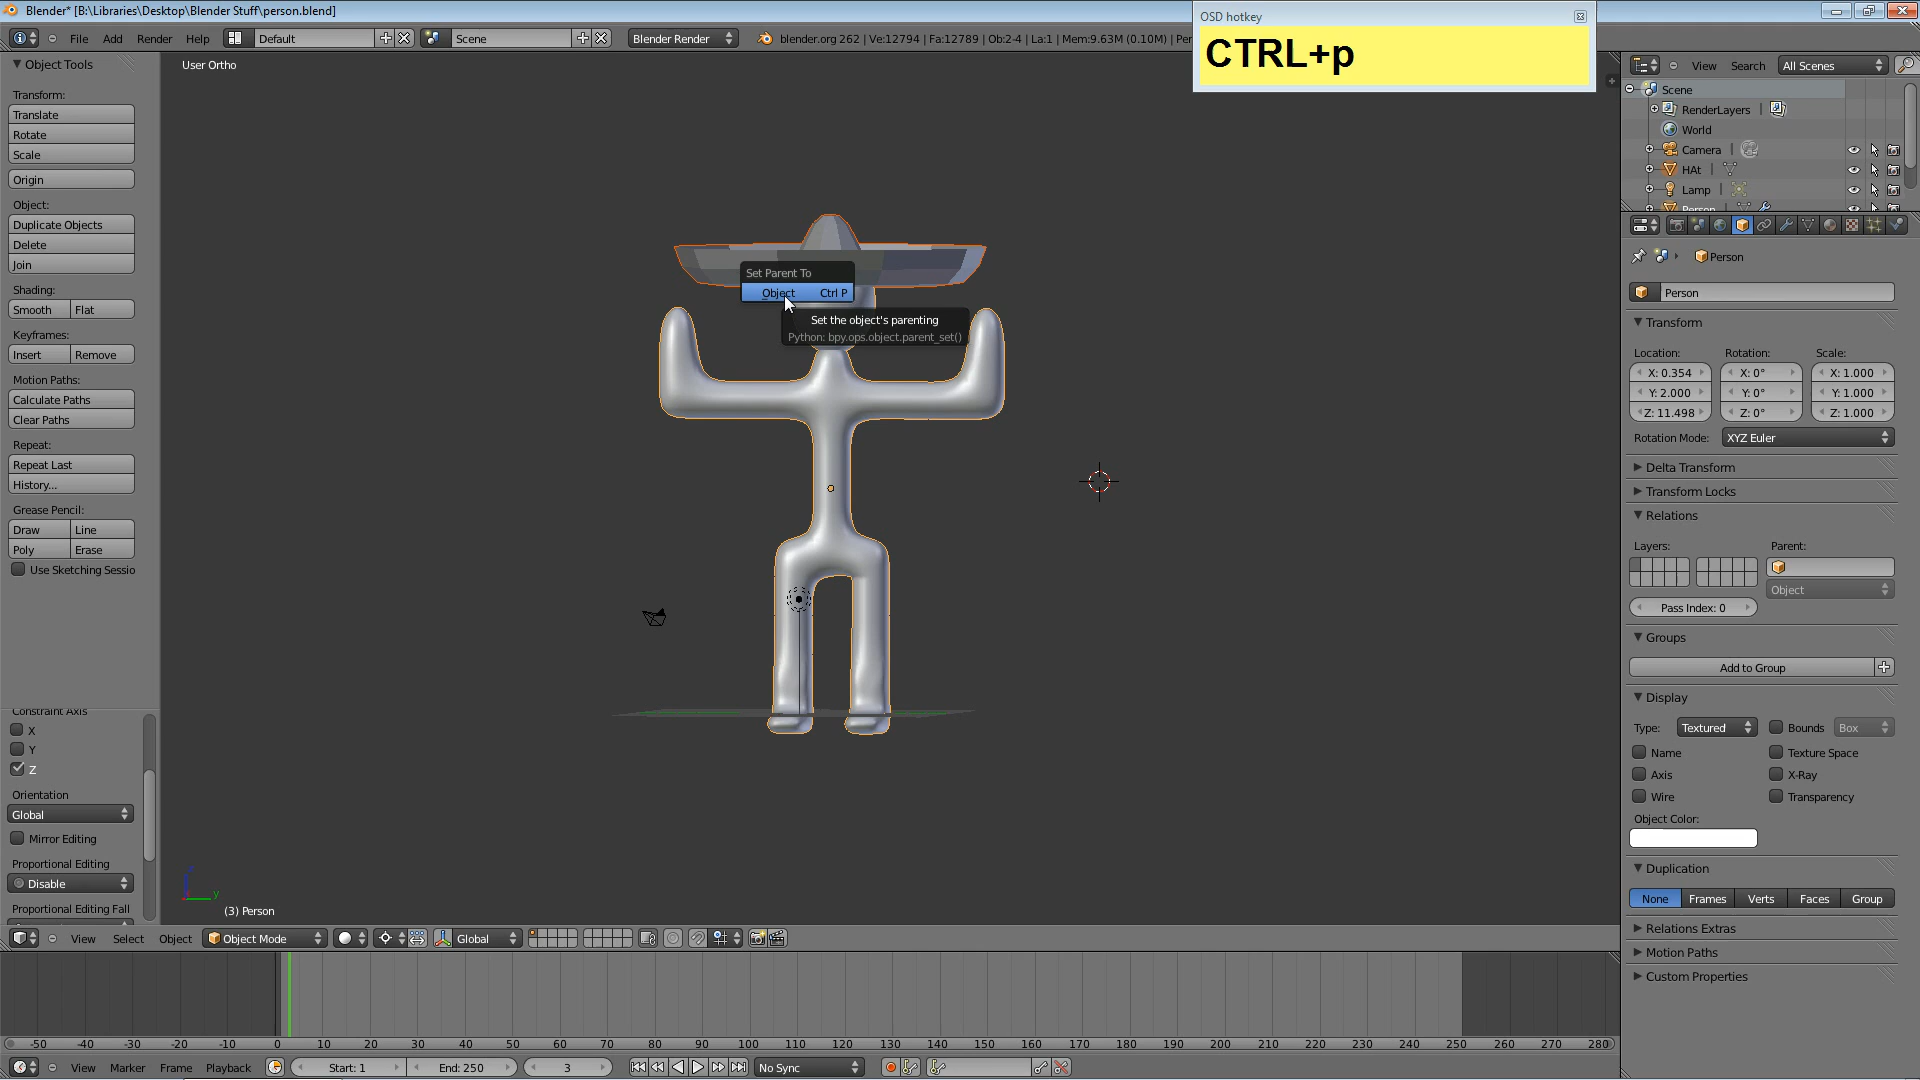 Blender* [B:\Libraries\Desktop\Blender Stuff\person.blend]
OSD hotkey
CTRL+p
File Add Render Help Default Scene Blender Render blender.org 262 | Ve:12794 | Fa:12789 | Ob:2-4 | La:1 | Mem:9.63M (0.10M) | Per
Object Tools
User Ortho
Transform:
Translate
Rotate
Scale
Origin
Object:
Duplicate Objects
Delete
Join
Shading:
Smooth Flat
Keyframes:
Insert Remove
Motion Paths:
Calculate Paths
Clear Paths
Repeat:
Repeat Last
History...
Grease Pencil:
Draw Line
Poly Erase
Use Sketching Sessio
Constraint Axis
X
Y
Z
Orientation
Global
Mirror Editing
Proportional Editing
Disable
Proportional Editing Fall
Set Parent To
Object Ctrl P
Set the object's parenting
Python: bpy.ops.object.parent_set()
y
(3) Person
View Select Object Object Mode Global
View Search All Scenes
Scene
RenderLayers |
World
Camera |
HAt |
Lamp |
Person
Person
Person
Transform
Location: Rotation: Scale:
X: 0.354 X: 0° X: 1.000
Y: 2.000 Y: 0° Y: 1.000
Z: 11.498 Z: 0° Z: 1.000
Rotation Mode: XYZ Euler
Delta Transform
Transform Locks
Relations
Layers: Parent:
Object
Pass Index: 0
Groups
Add to Group
Display
Type: Textured Bounds Box
Name Texture Space
Axis X-Ray
Wire Transparency
Object Color:
Duplication
None Frames Verts Faces Group
Relations Extras
Motion Paths
Custom Properties
-50 -40 -30 -20 -10 0 10 20 30 40 50 60 70 80 90 100 110 120 130 140 150 160 170 180 190 200 210 220 230 240 250 260 270 280
View Marker Frame Playback Start: 1 End: 250 3 No Sync